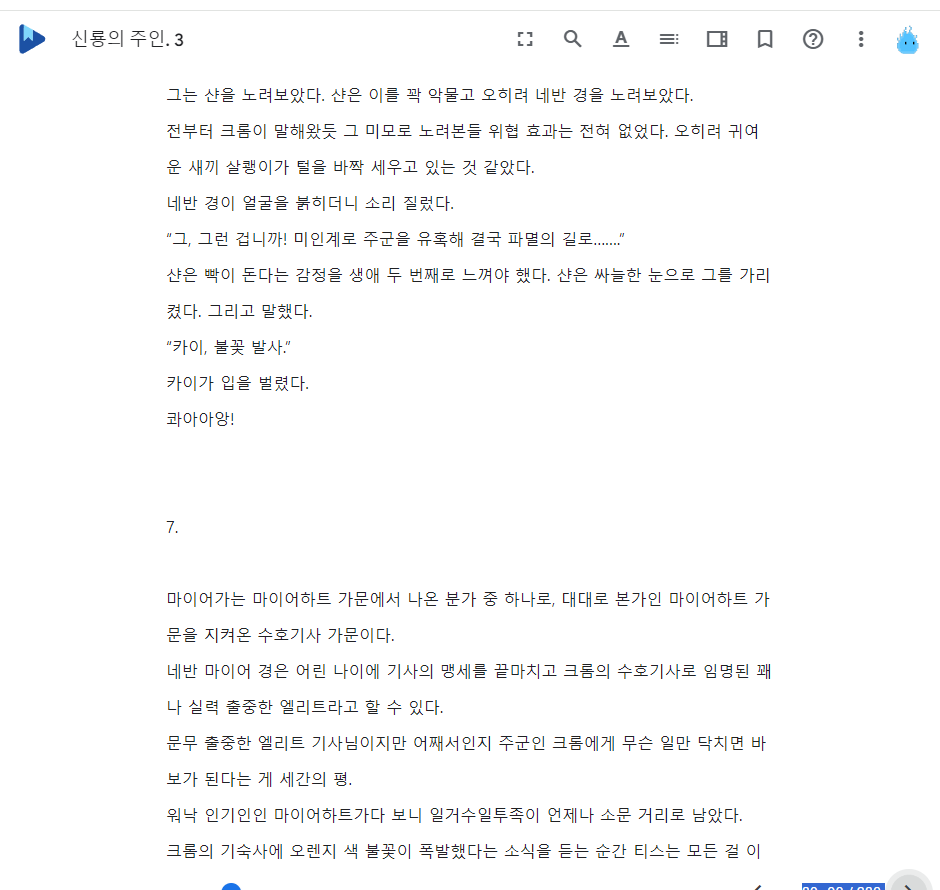 신룡의 주인. 3
그는 샨을 노려보았다. 샨은 이를 꽉 악물고 오히려 네반 경을 노려보았다.
전부터 크롬이 말해왔듯 그 미모로 노려본들 위협 효과는 전혀 없었다. 오히려 귀여
운 새끼 살쾡이가 털을 바짝 세우고 있는 것 같았다.
네반 경이 얼굴을 붉히더니 소리 질렀다.
“그, 그런 겁니까! 미인계로 주군을 유혹해 결국 파멸의 길로…….”
샨은 빡이 돈다는 감정을 생애 두 번째로 느껴야 했다. 샨은 싸늘한 눈으로 그를 가리
켰다. 그리고 말했다.
“카이, 불꽃 발사.”
카이가 입을 벌렸다.
콰아아앙!
7.
마이어가는 마이어하트 가문에서 나온 분가 중 하나로, 대대로 본가인 마이어하트 가
문을 지켜온 수호기사 가문이다.
네반 마이어 경은 어린 나이에 기사의 맹세를 끝마치고 크롬의 수호기사로 임명된 꽤
나 실력 출중한 엘리트라고 할 수 있다.
문무 출중한 엘리트 기사님이지만 어째서인지 주군인 크롬에게 무슨 일만 닥치면 바
보가 된다는 게 세간의 평.
워낙 인기인인 마이어하트가다 보니 일거수일투족이 언제나 소문 거리로 남았다.
크롬의 기숙사에 오렌지 색 불꽃이 폭발했다는 소식을 듣는 순간 티스는 모든 걸 이